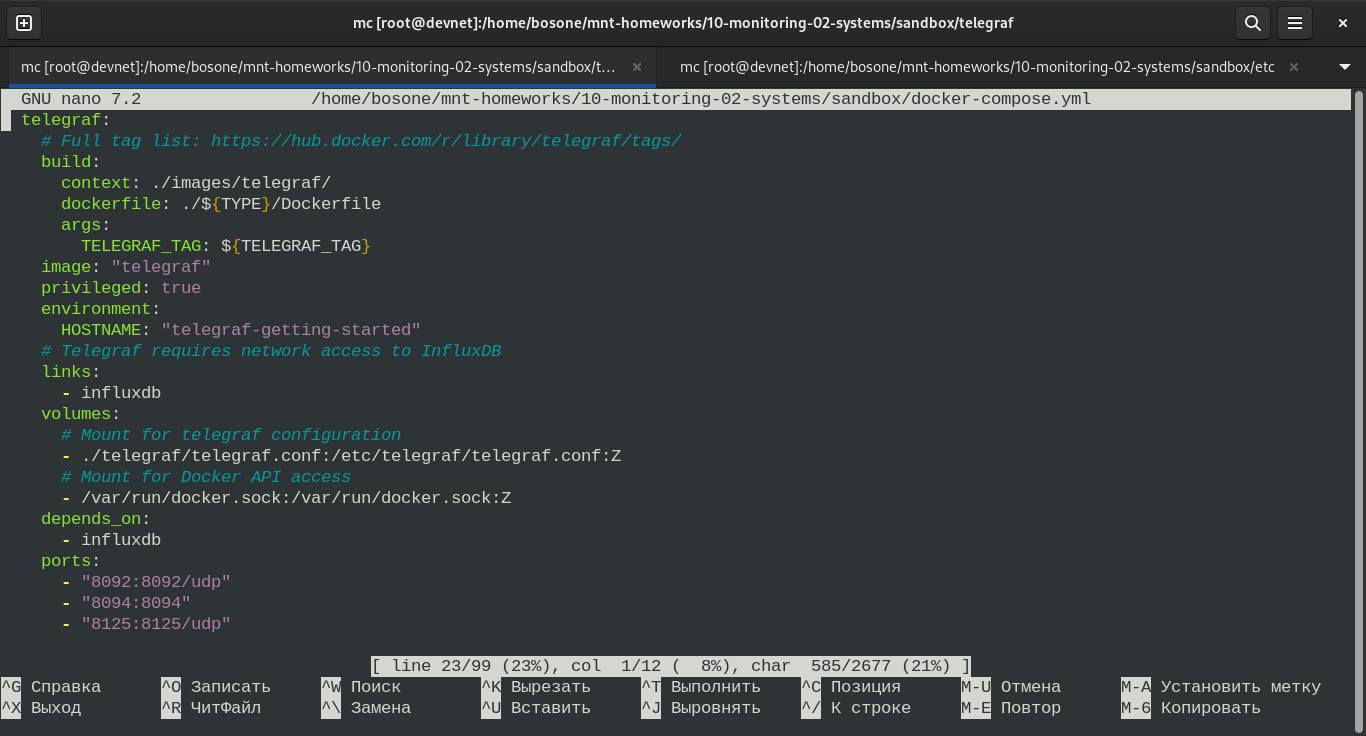 mc [root@devnet]:/home/bosone/mnt-homeworks/10-monitoring-02-systems/sandbox/telegraf
mc [root@devnet]:/home/bosone/mnt-homeworks/10-monitoring-02-systems/sandbox/t...
mc [root@devnet]:/home/bosone/mnt-homeworks/10-monitoring-02-systems/sandbox/etc
GNU nano 7.2 /home/bosone/mnt-homeworks/10-monitoring-02-systems/sandbox/docker-compose.yml
telegraf:
# Full tag list: https://hub.docker.com/r/library/telegraf/tags/
build:
context: ./images/telegraf/
dockerfile: ./${TYPE}/Dockerfile
args:
TELEGRAF_TAG: ${TELEGRAF_TAG}
image: "telegraf"
privileged: true
environment:
HOSTNAME: "telegraf-getting-started"
# Telegraf requires network access to InfluxDB
links:
- influxdb
volumes:
# Mount for telegraf configuration
- ./telegraf/telegraf.conf:/etc/telegraf/telegraf.conf:Z
# Mount for Docker API access
- /var/run/docker.sock:/var/run/docker.sock:Z
depends_on:
- influxdb
ports:
- "8092:8092/udp"
- "8094:8094"
- "8125:8125/udp"
[ line 23/99 (23%), col  1/12 (  8%), char  585/2677 (21%) ]
^G Справка ^O Записать ^W Поиск ^K Вырезать ^T Выполнить ^C Позиция M-U Отмена M-A Установить метку
^X Выход ^R ЧитФайл ^\ Замена ^U Вставить ^J Выровнять ^/ К строке M-E Повтор M-6 Копировать